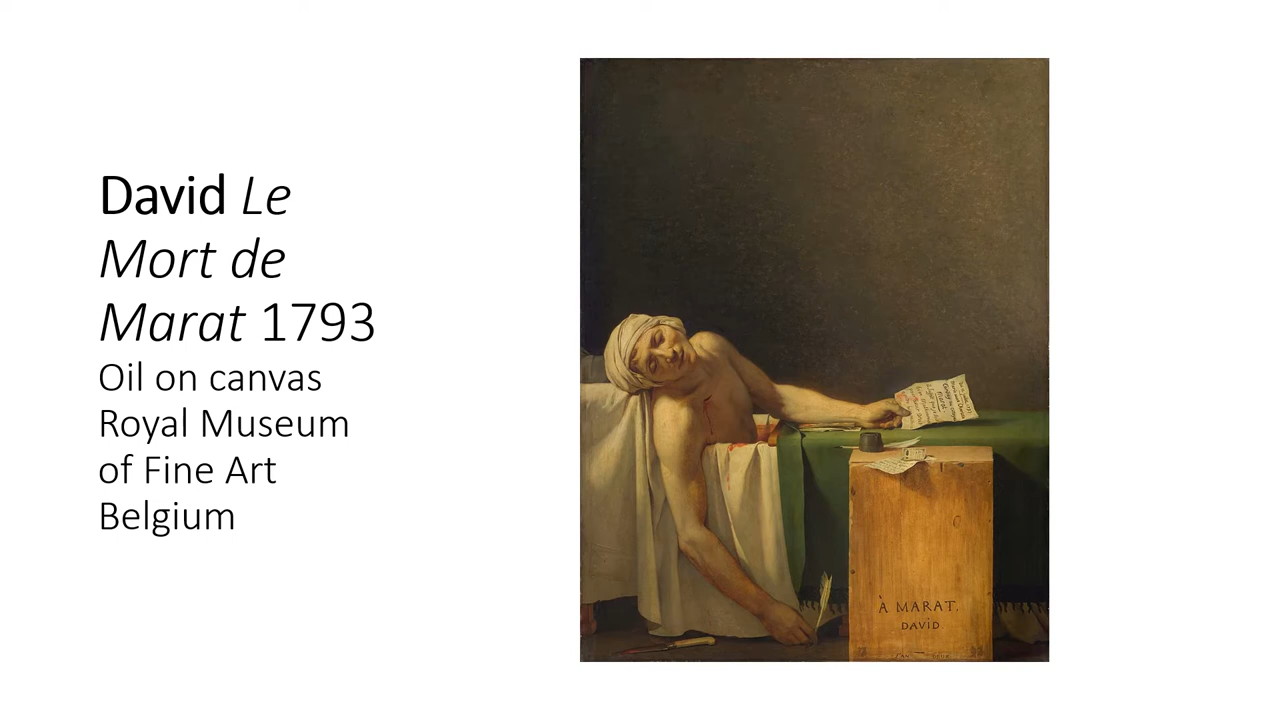 David Le
Mort de
Marat 1793
Oil on canvas
Royal Museum
of Fine Art
Belgium
À MARAT.
DAVID